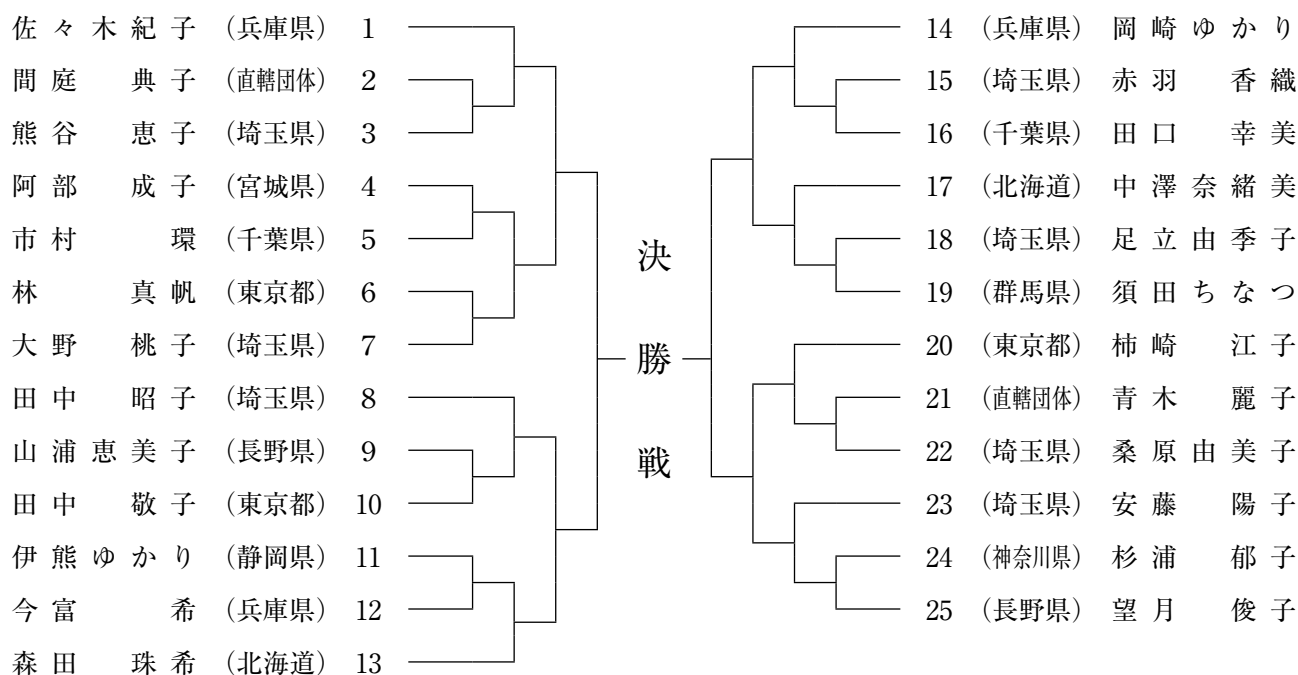 佐々木紀子 (兵庫県) 1
間庭 典子 (直轄団体) 2
熊谷 恵子 (埼玉県) 3
阿部 成子 (宮城県) 4
市村 環 (千葉県) 5
林 真帆 (東京都) 6
大野 桃子 (埼玉県) 7
田中 昭子 (埼玉県) 8
山浦恵美子 (長野県) 9
田中 敬子 (東京都) 10
伊熊ゆかり (静岡県) 11
今富 希 (兵庫県) 12
森田 珠希 (北海道) 13
決勝戦
14 (兵庫県) 岡崎ゆかり
15 (埼玉県) 赤羽 香織
16 (千葉県) 田口 幸美
17 (北海道) 中澤奈緒美
18 (埼玉県) 足立由季子
19 (群馬県) 須田ちなつ
20 (東京都) 柿崎 江子
21 (直轄団体) 青木 麗子
22 (埼玉県) 桑原由美子
23 (埼玉県) 安藤 陽子
24 (神奈川県) 杉浦 郁子
25 (長野県) 望月 俊子